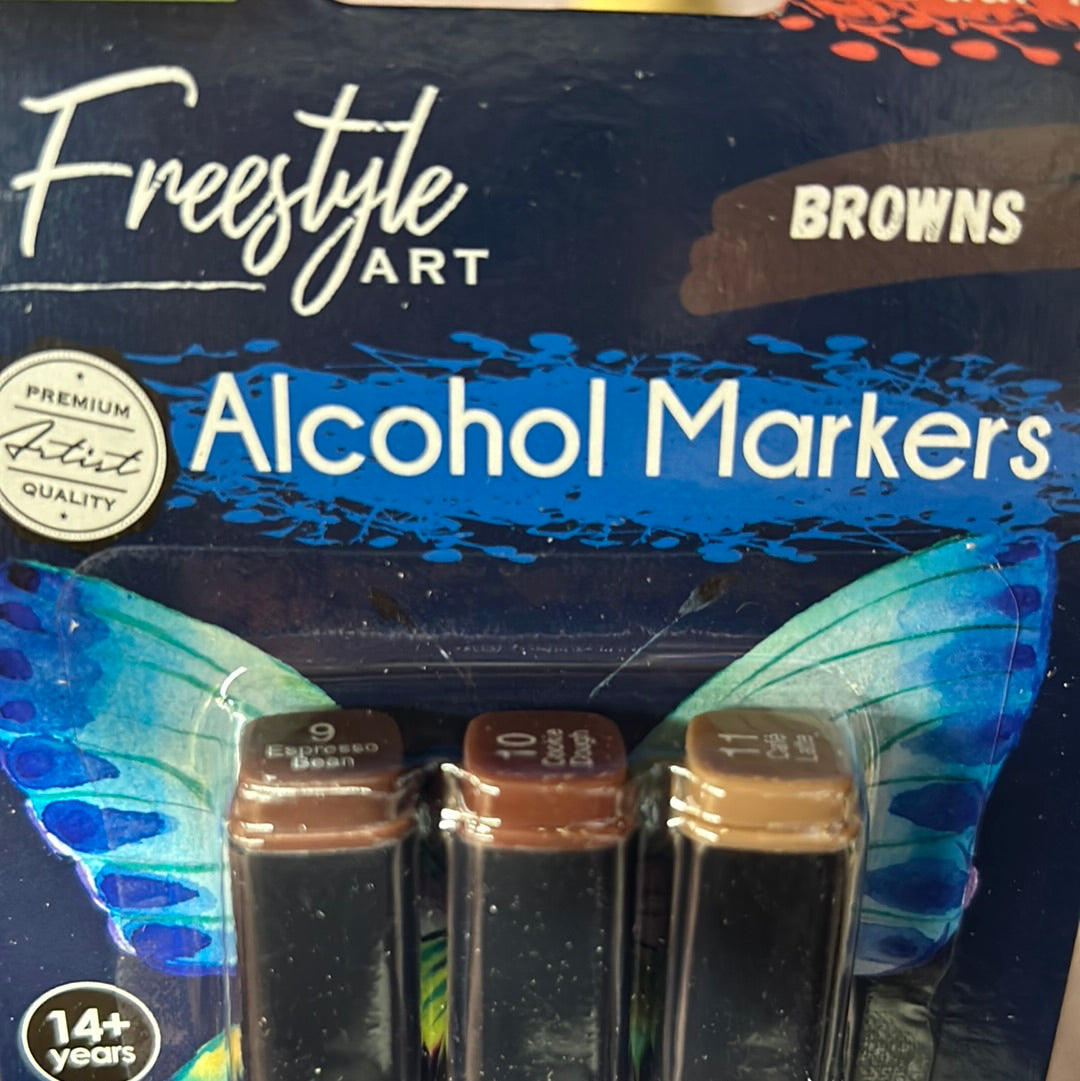 Freestyle
ART
BROWNS
PREMIUM
Artist
QUALITY
Alcohol Markers
9
Espresso
Bean
10
Cookie
Dough
11
Café
Latte
14+
years